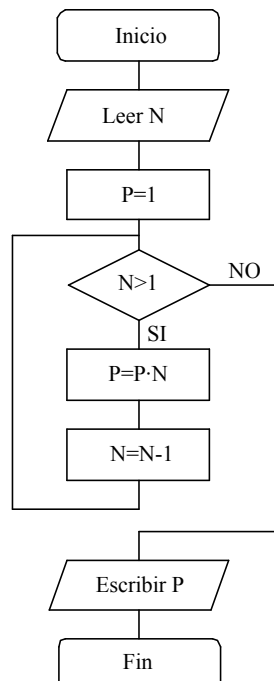 Inicio
Leer N
P=1
N>1
NO
SI
P=P·N
N=N-1
Escribir P
Fin